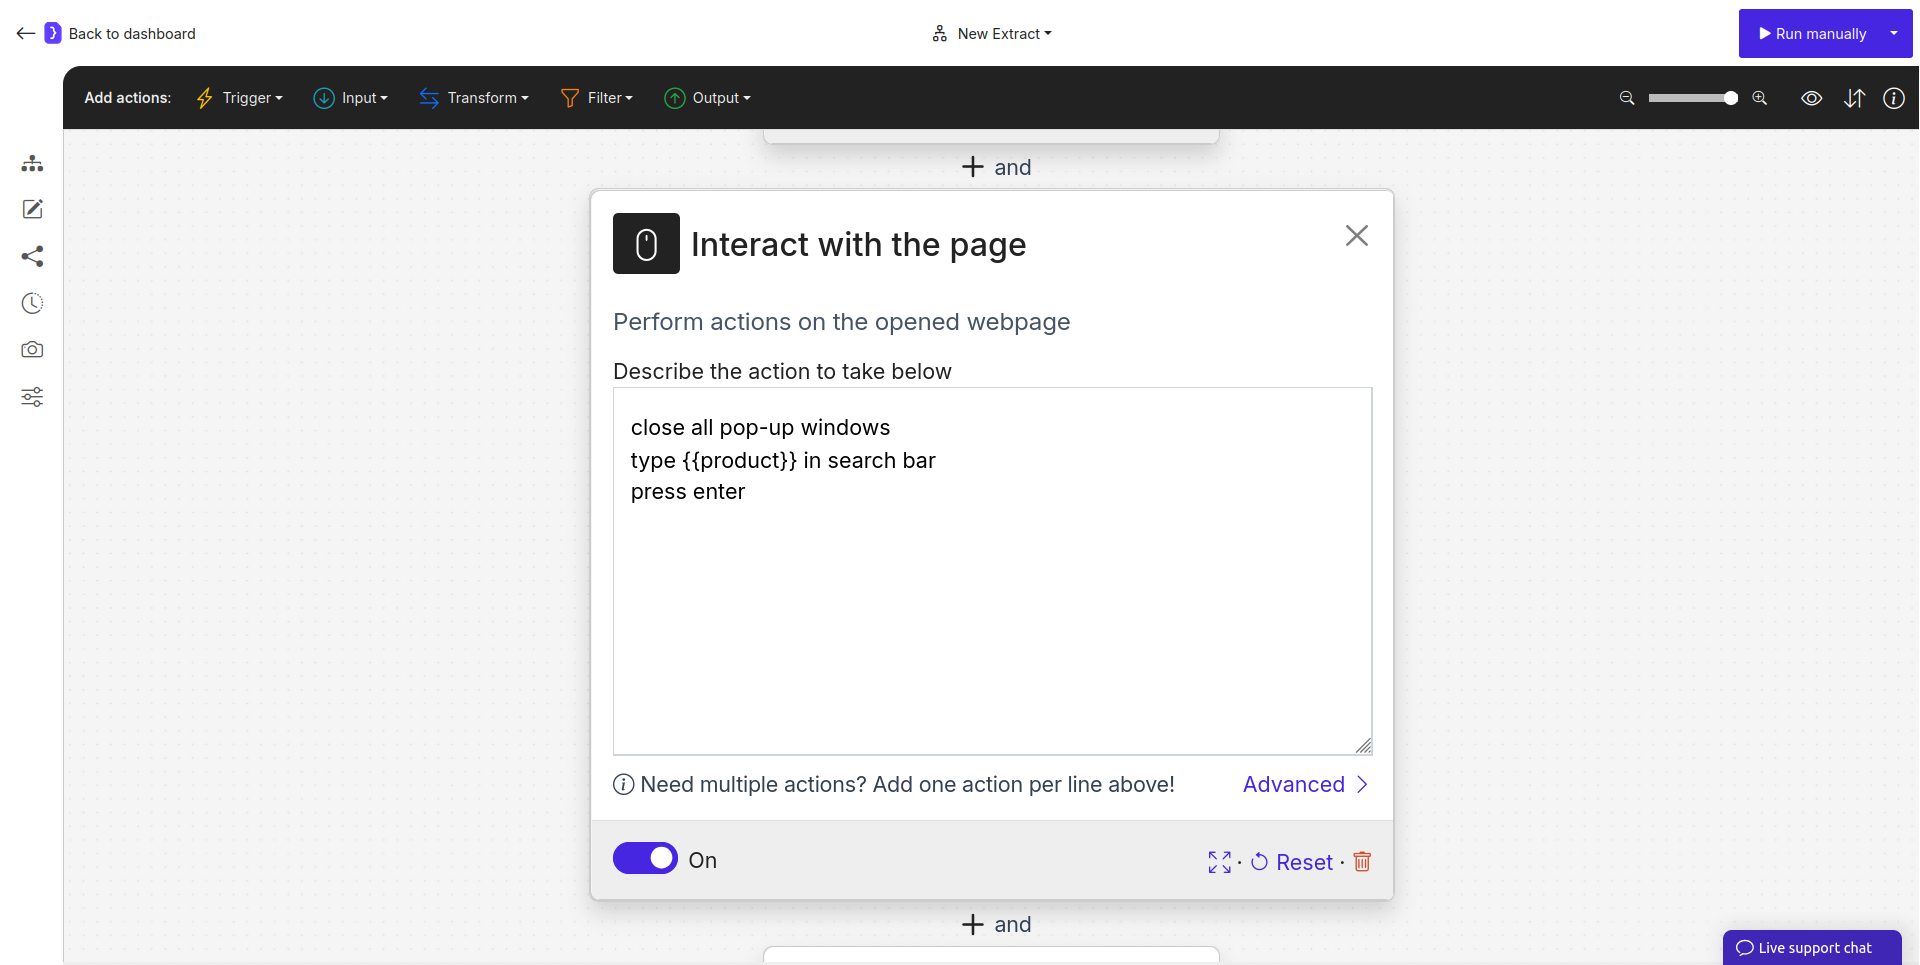 Back to dashboard
New Extract
Run manually
Add actions:
Trigger
Input
Transform
Filter
Output
and
Interact with the page
Perform actions on the opened webpage
Describe the action to take below
close all pop-up windows
type {{product}} in search bar
press enter
Need multiple actions? Add one action per line above!
Advanced
On
· Reset ·
and
Live support chat